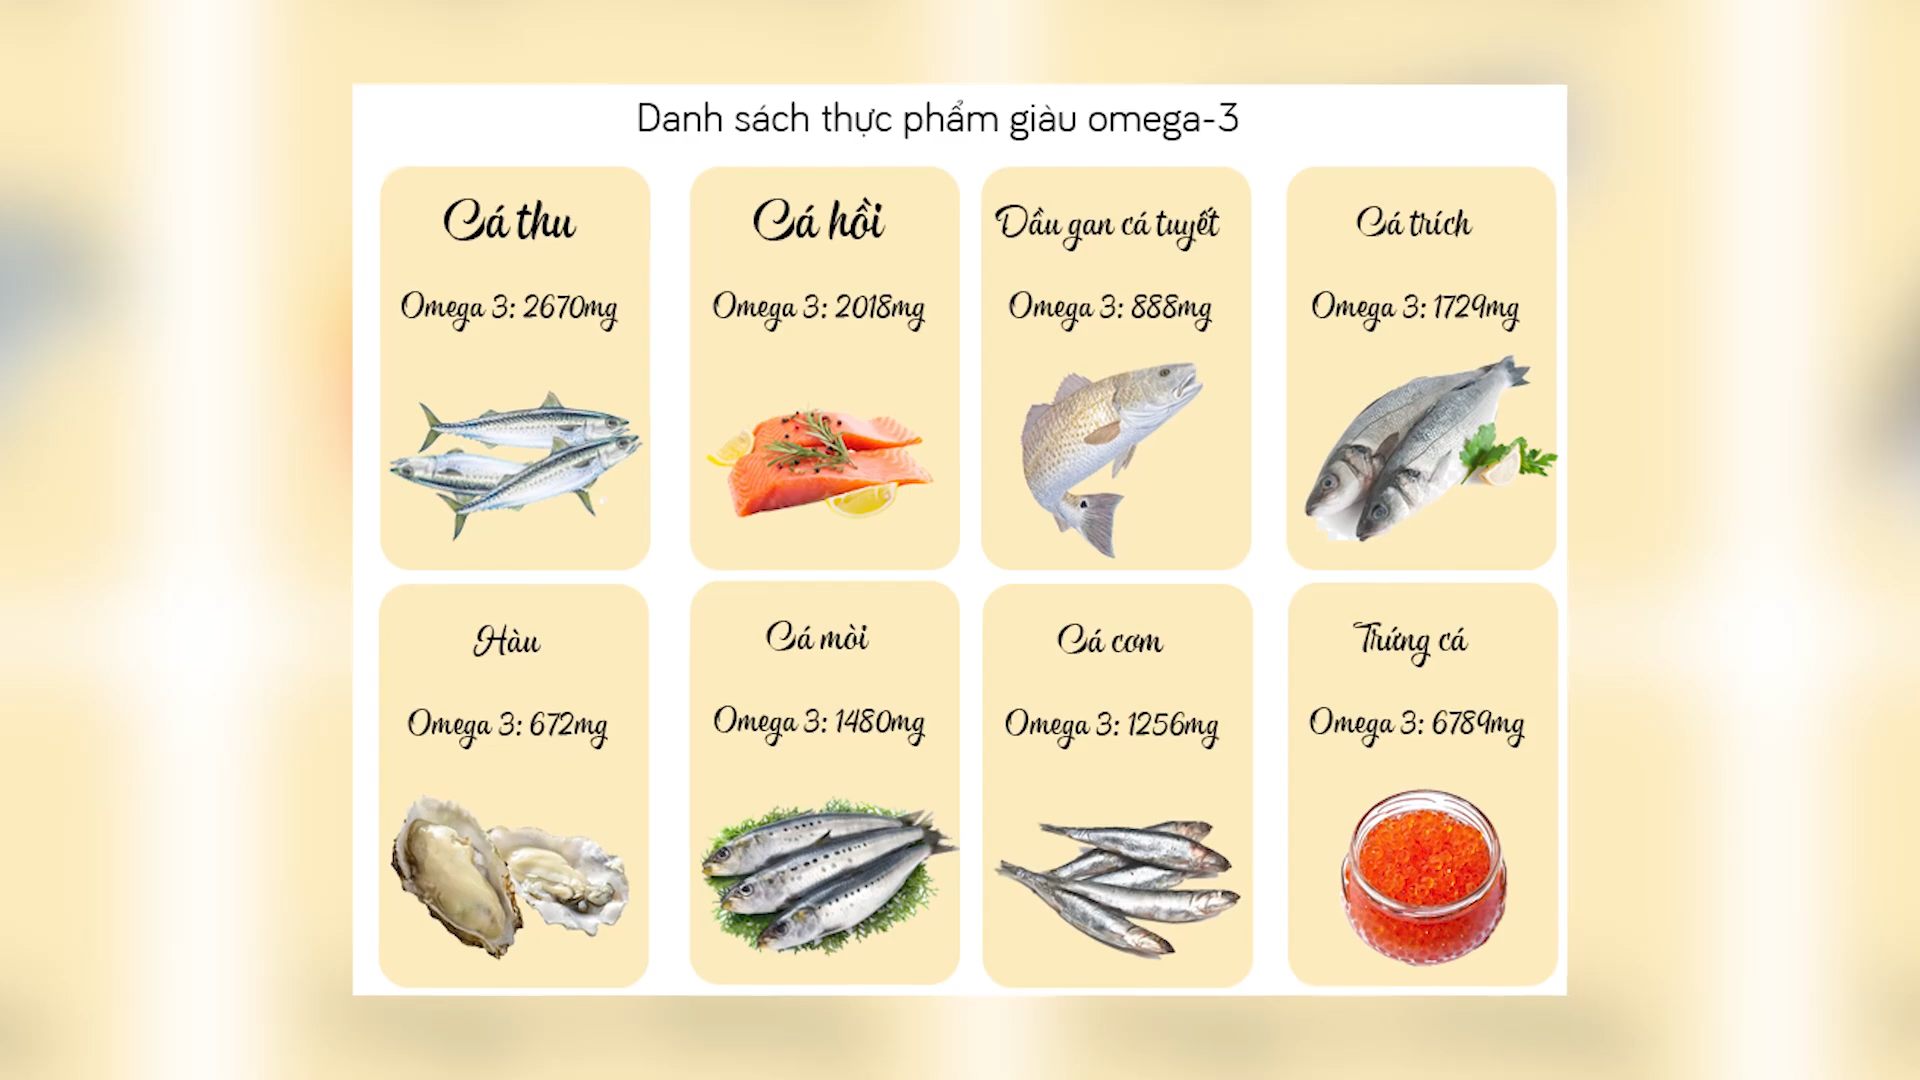 Danh sách thực phẩm giàu omega-3
Cá thu
Omega 3: 2670mg
Cá hồi
Omega 3: 2018mg
Dầu gan cá tuyết
Omega 3: 888mg
Cá trích
Omega 3: 1729mg
Hàu
Omega 3: 672mg
Cá mòi
Omega 3: 1480mg
Cá cơm
Omega 3: 1256mg
Trứng cá
Omega 3: 6789mg